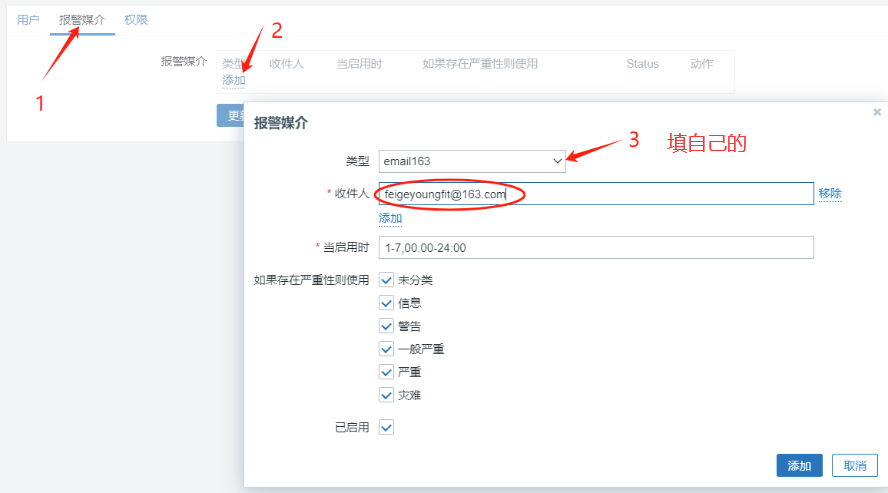 用户 报警媒介 权限
2
报警媒介 类型 收件人 当启用时 如果存在严重性则使用 Status 动作
添加
1
更新
报警媒介
3 填自己的
类型 email163
* 收件人 feigeyoungfit@163.com 移除
添加
* 当启用时 1-7,00:00-24:00
如果存在严重性则使用 未分类
信息
警告
一般严重
严重
灾难
已启用
添加 取消